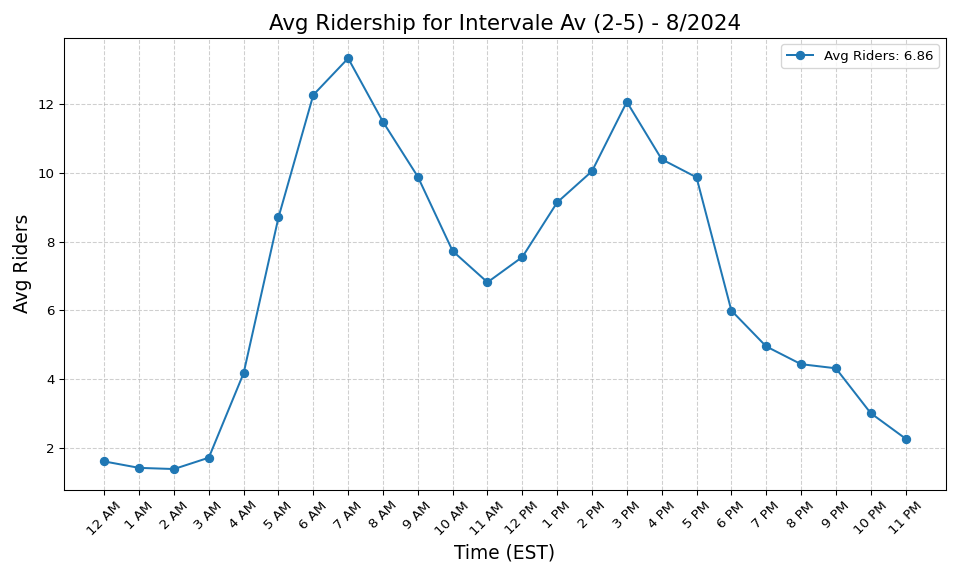 Avg Ridership for Intervale Av (2-5) - 8/2024
Avg Riders: 6.86
Avg Riders
12
10
8
6
4
2
12 AM
1 AM
2 AM
3 AM
4 AM
5 AM
6 AM
7 AM
8 AM
9 AM
10 AM
11 AM
12 PM
1 PM
2 PM
3 PM
4 PM
5 PM
6 PM
7 PM
8 PM
9 PM
10 PM
11 PM
Time (EST)